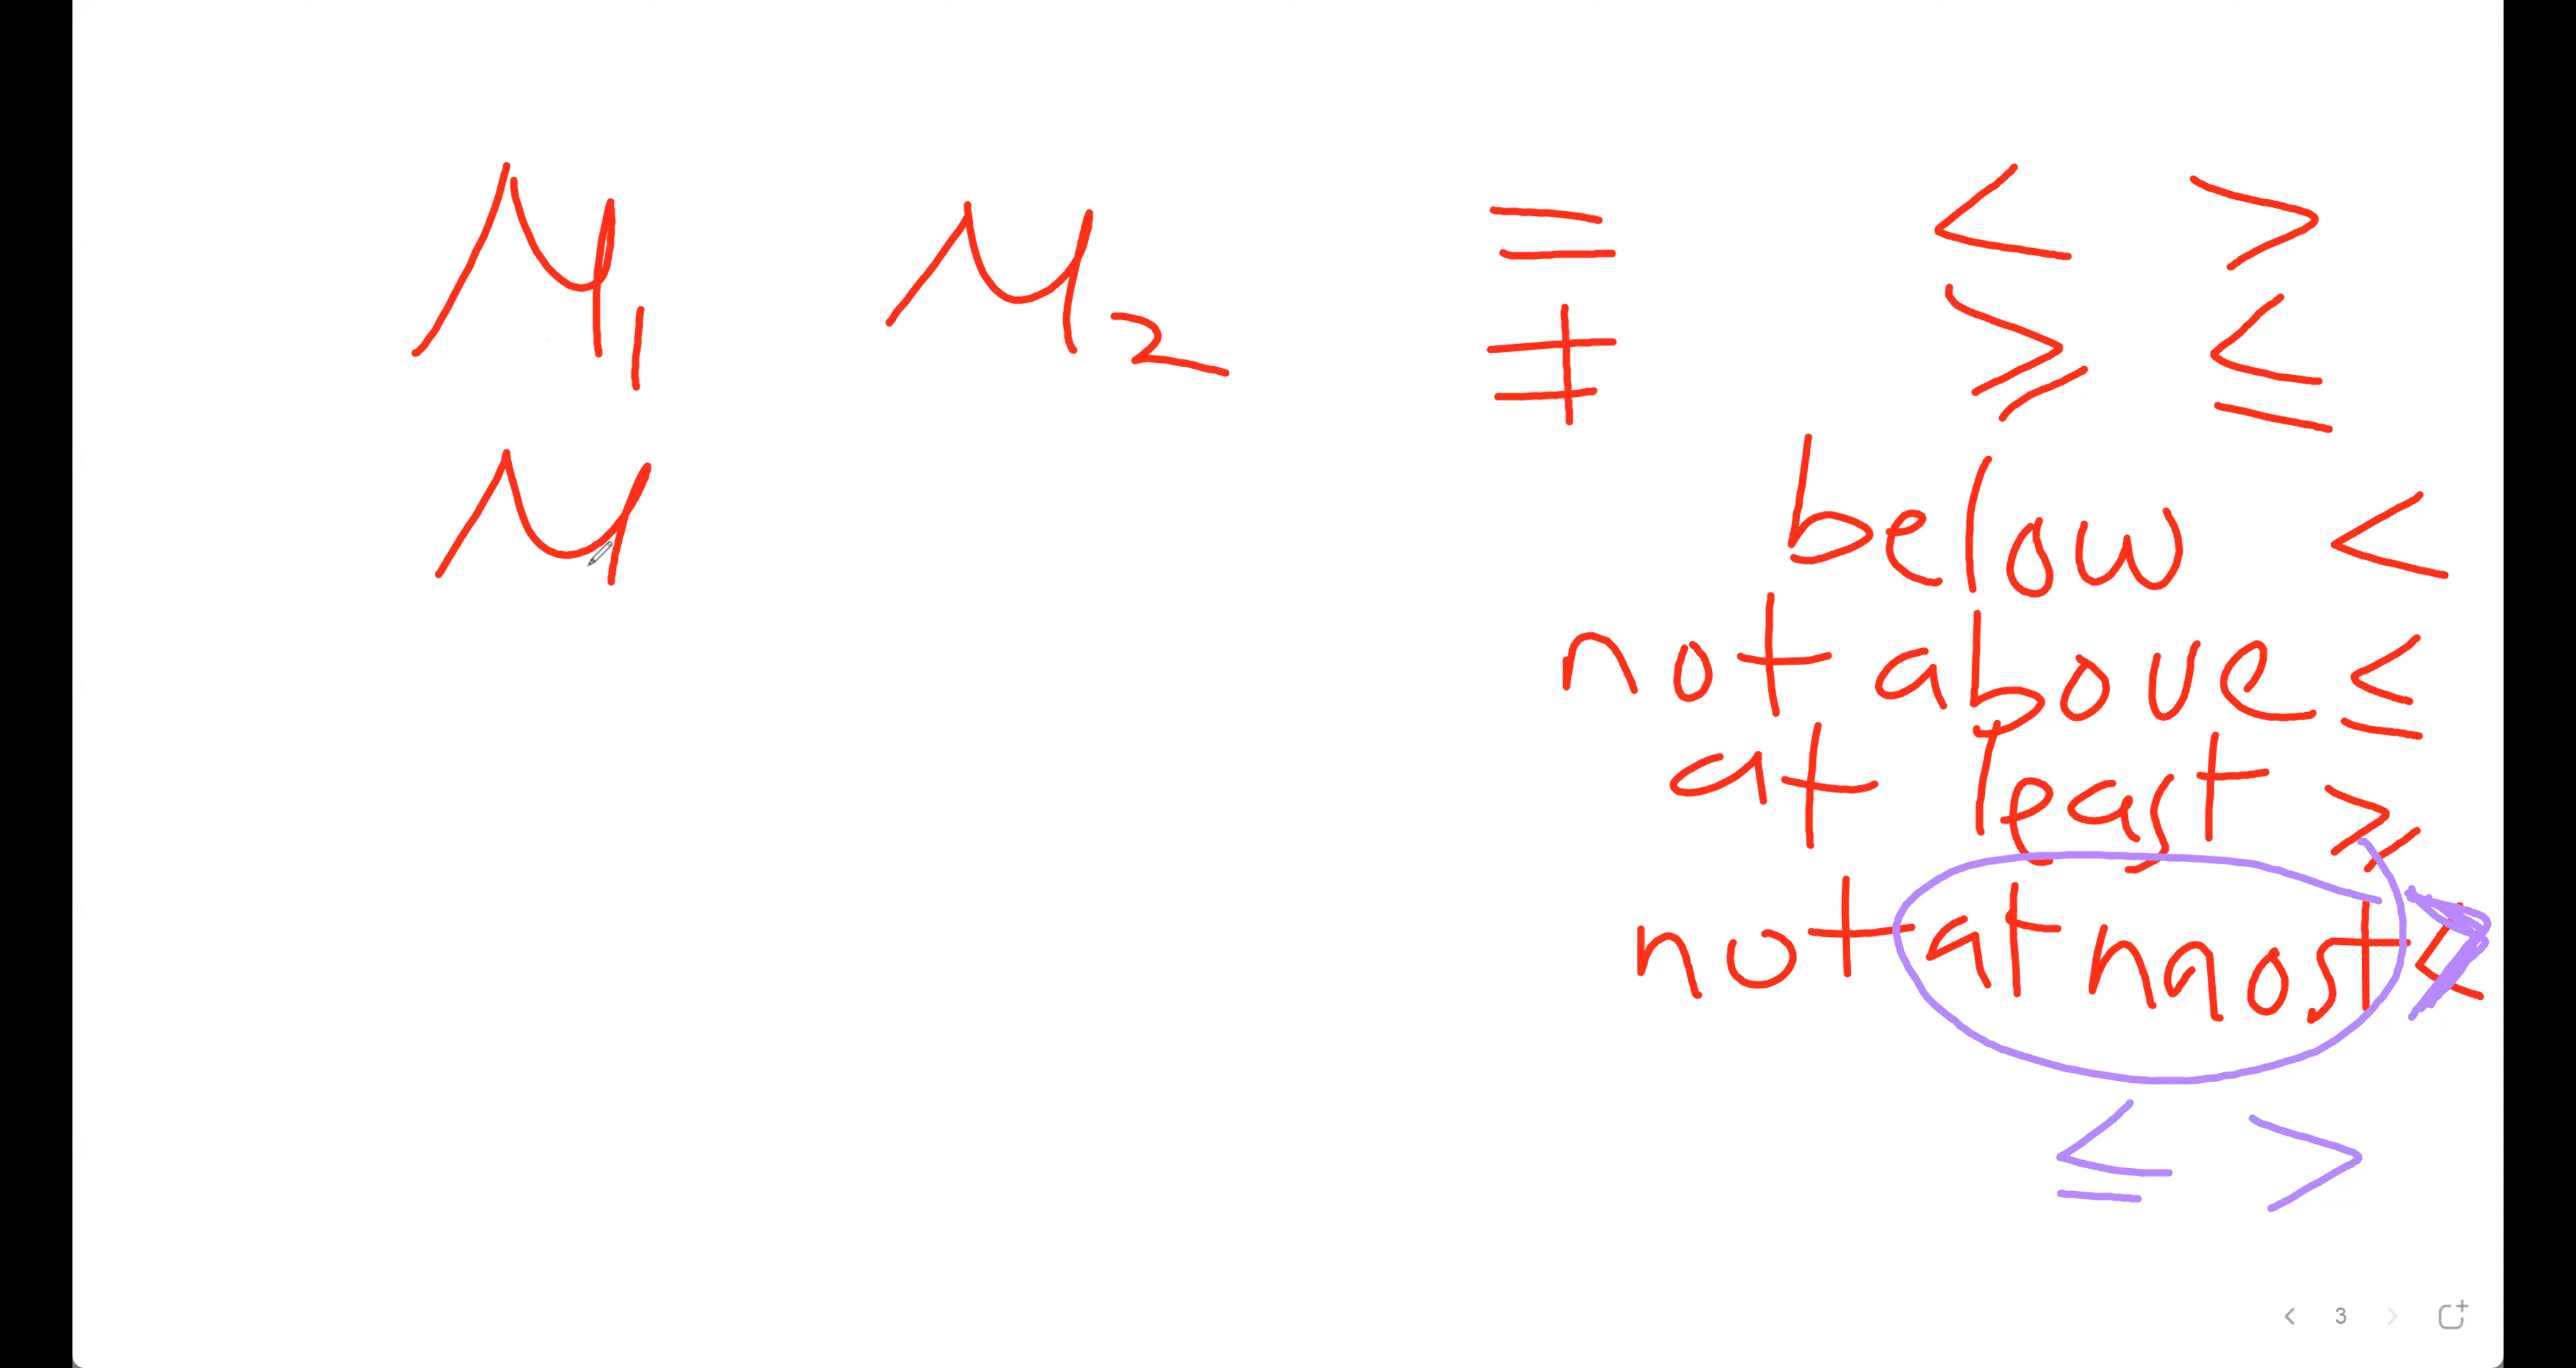 μ₁ μ₂ = < >
≠ ≥ ≤
μ
below <
not above ≤
at least ≥
not at most >
≤ >
3